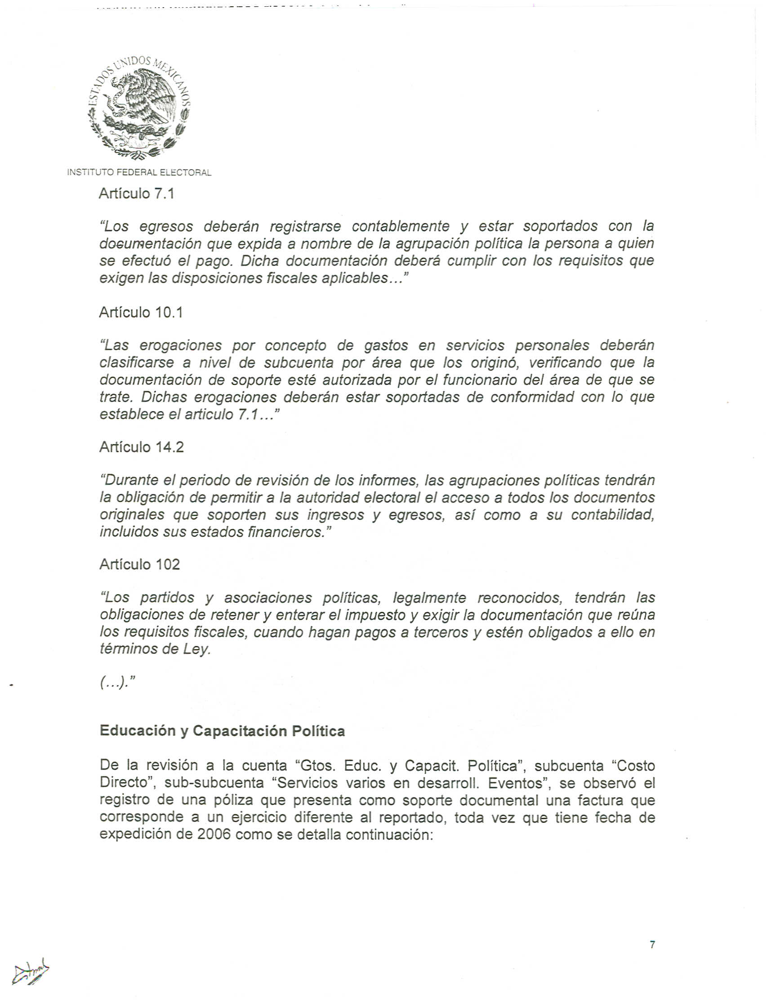 ESTADOS UNIDOS MEXICANOS
INSTITUTO FEDERAL ELECTORAL
Artículo 7.1
“Los egresos deberán registrarse contablemente y estar soportados con la
documentación que expida a nombre de la agrupación política la persona a quien
se efectuó el pago. Dicha documentación deberá cumplir con los requisitos que
exigen las disposiciones fiscales aplicables...”
Artículo 10.1
“Las erogaciones por concepto de gastos en servicios personales deberán
clasificarse a nivel de subcuenta por área que los originó, verificando que la
documentación de soporte esté autorizada por el funcionario del área de que se
trate. Dichas erogaciones deberán estar soportadas de conformidad con lo que
establece el articulo 7.1...”
Artículo 14.2
“Durante el periodo de revisión de los informes, las agrupaciones políticas tendrán
la obligación de permitir a la autoridad electoral el acceso a todos los documentos
originales que soporten sus ingresos y egresos, así como a su contabilidad,
incluidos sus estados financieros.”
Artículo 102
“Los partidos y asociaciones políticas, legalmente reconocidos, tendrán las
obligaciones de retener y enterar el impuesto y exigir la documentación que reúna
los requisitos fiscales, cuando hagan pagos a terceros y estén obligados a ello en
términos de Ley.
(...).”
Educación y Capacitación Política
De la revisión a la cuenta “Gtos. Educ. y Capacit. Política”, subcuenta “Costo
Directo”, sub-subcuenta “Servicios varios en desarroll. Eventos”, se observó el
registro de una póliza que presenta como soporte documental una factura que
corresponde a un ejercicio diferente al reportado, toda vez que tiene fecha de
expedición de 2006 como se detalla continuación:
7